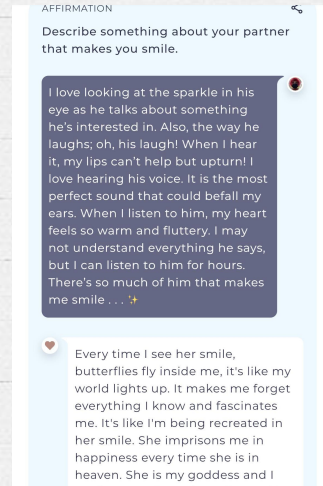 AFFIRMATION
Describe something about your partner
that makes you smile.
I love looking at the sparkle in his
eye as he talks about something
he's interested in. Also, the way he
laughs; oh, his laugh! When I hear
it, my lips can't help but upturn! I
love hearing his voice. It is the most
perfect sound that could befall my
ears. When I listen to him, my heart
feels so warm and fluttery. I may
not understand everything he says,
but I can listen to him for hours.
There's so much of him that makes
me smile . . . ✨
Every time I see her smile,
butterflies fly inside me, it's like my
world lights up. It makes me forget
everything I know and fascinates
me. It's like I'm being recreated in
her smile. She imprisons me in
happiness every time she is in
heaven. She is my goddess and I